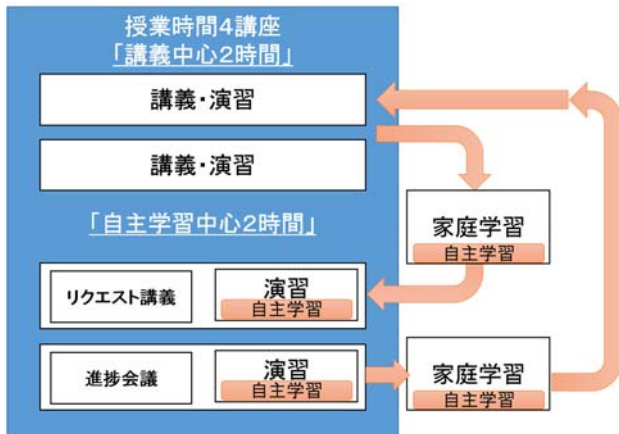 授業時間4講座
「講義中心2時間」
講義・演習
講義・演習
「自主学習中心2時間」
家庭学習
自主学習
リクエスト講義
演習
自主学習
進捗会議
演習
自主学習
家庭学習
自主学習